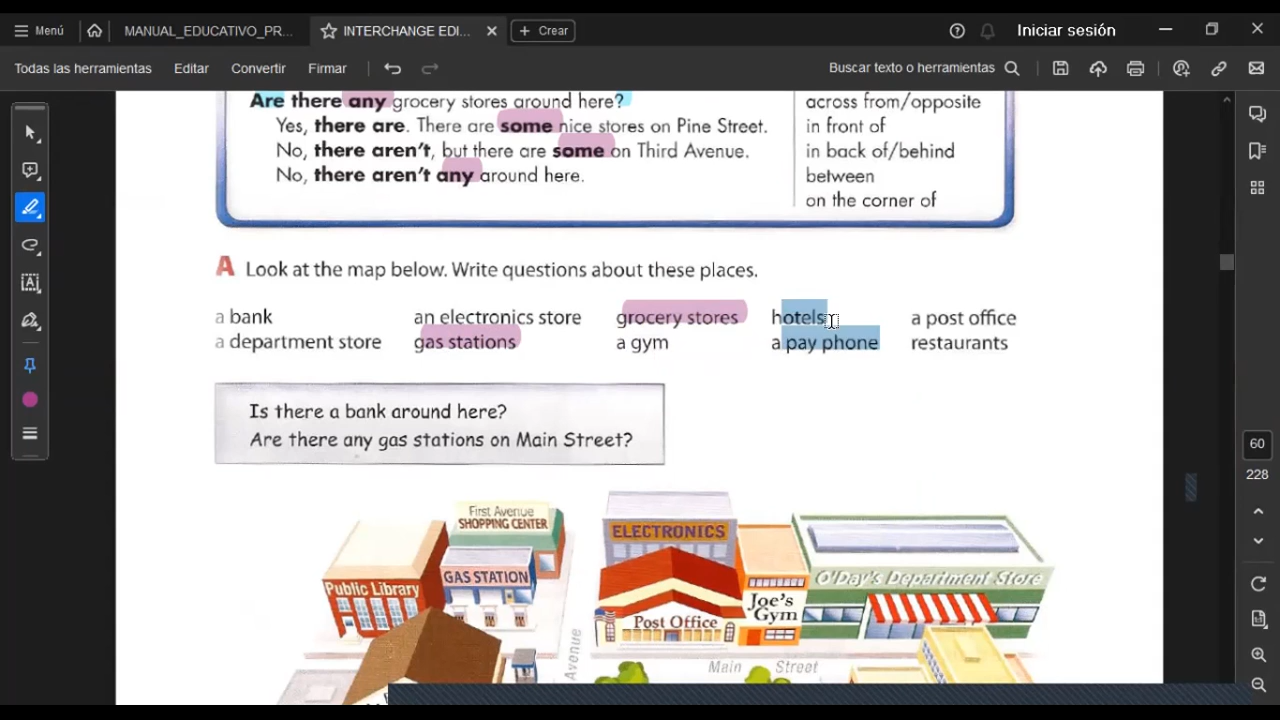 Menú
MANUAL_EDUCATIVO_PR...
INTERCHANGE EDI...
Crear
Iniciar sesión
Todas las herramientas
Editar
Convertir
Firmar
Buscar texto o herramientas
Are there any grocery stores around here?
Yes, there are. There are some nice stores on Pine Street.
No, there aren't, but there are some on Third Avenue.
No, there aren't any around here.
across from/opposite
in front of
in back of/behind
between
on the corner of
A Look at the map below. Write questions about these places.
a bank an electronics store grocery stores hotels a post office
a department store gas stations a gym a pay phone restaurants
Is there a bank around here?
Are there any gas stations on Main Street?
60
228
First Avenue
SHOPPING CENTER
ELECTRONICS
Public Library
GAS STATION
Post Office
Joe's
Gym
O'Day's Department Store
Avenue
Main Street